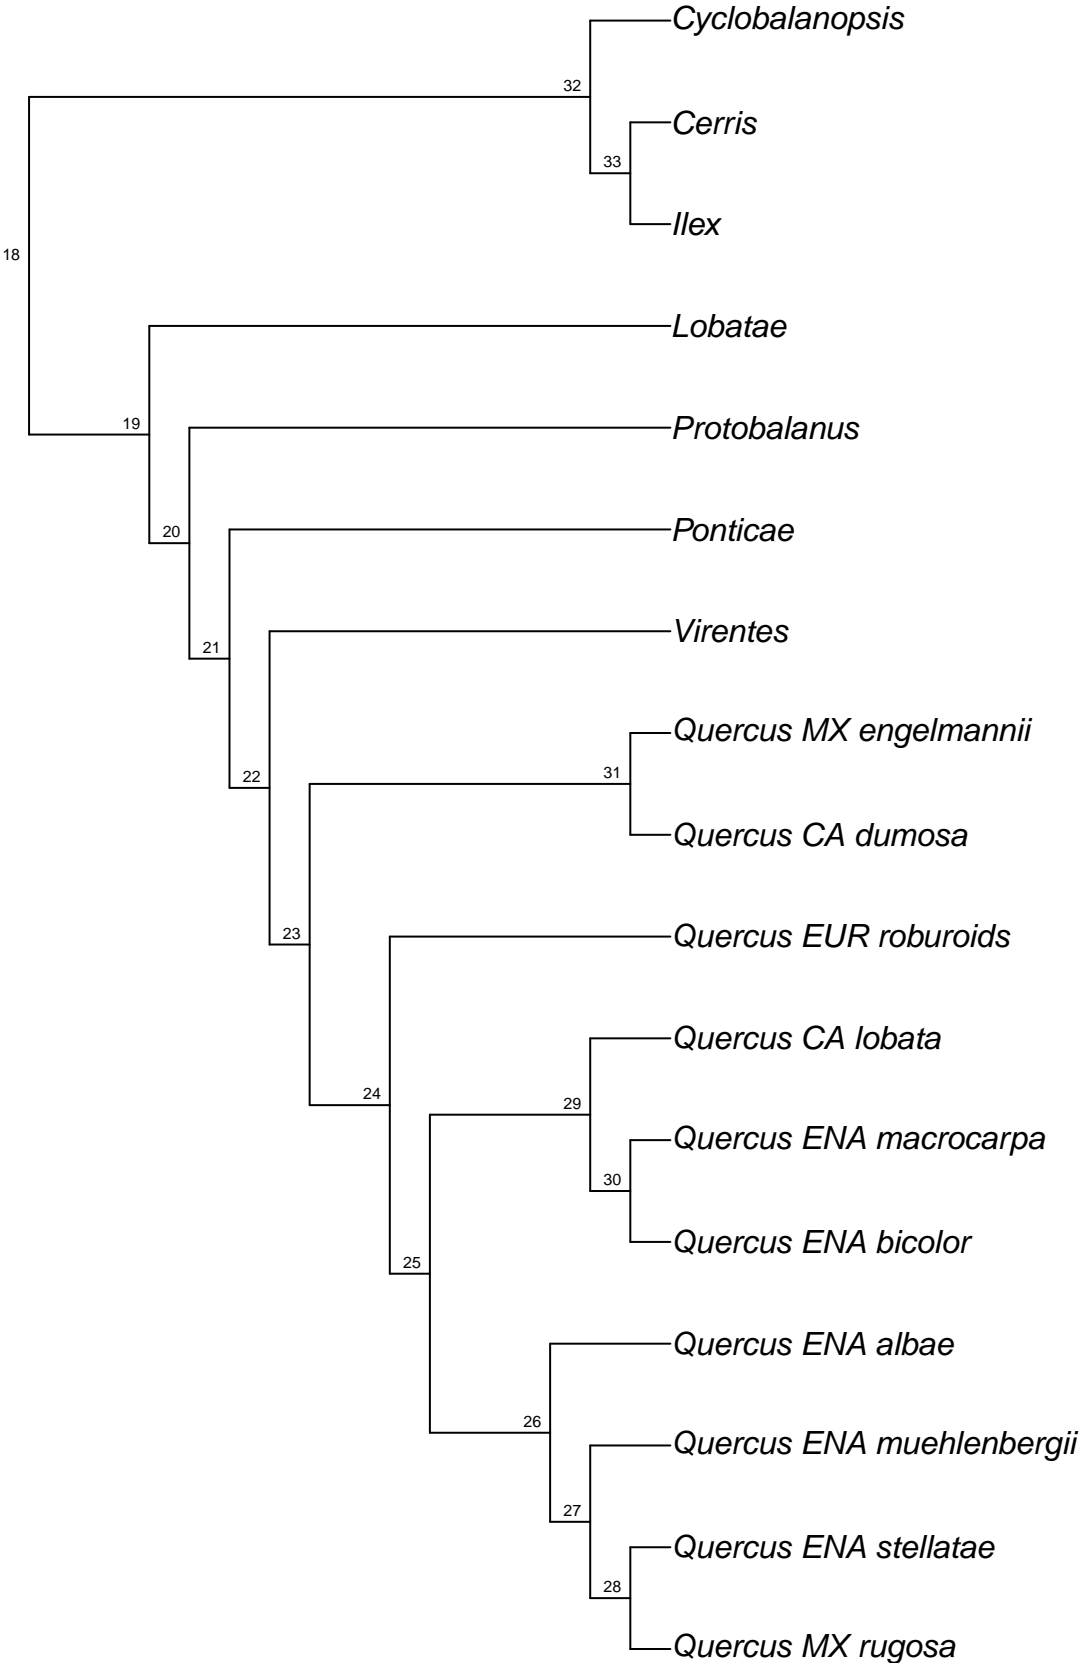 Cyclobalanopsis
32
Cerris
33
Ilex
18
Lobatae
19
Protobalanus
20
Ponticae
21
Virentes
22
Quercus MX engelmannii
31
Quercus CA dumosa
23
Quercus EUR roburoids
Quercus CA lobata
24
29
Quercus ENA macrocarpa
30
Quercus ENA bicolor
25
Quercus ENA albae
26
Quercus ENA muehlenbergii
27
Quercus ENA stellatae
28
Quercus MX rugosa